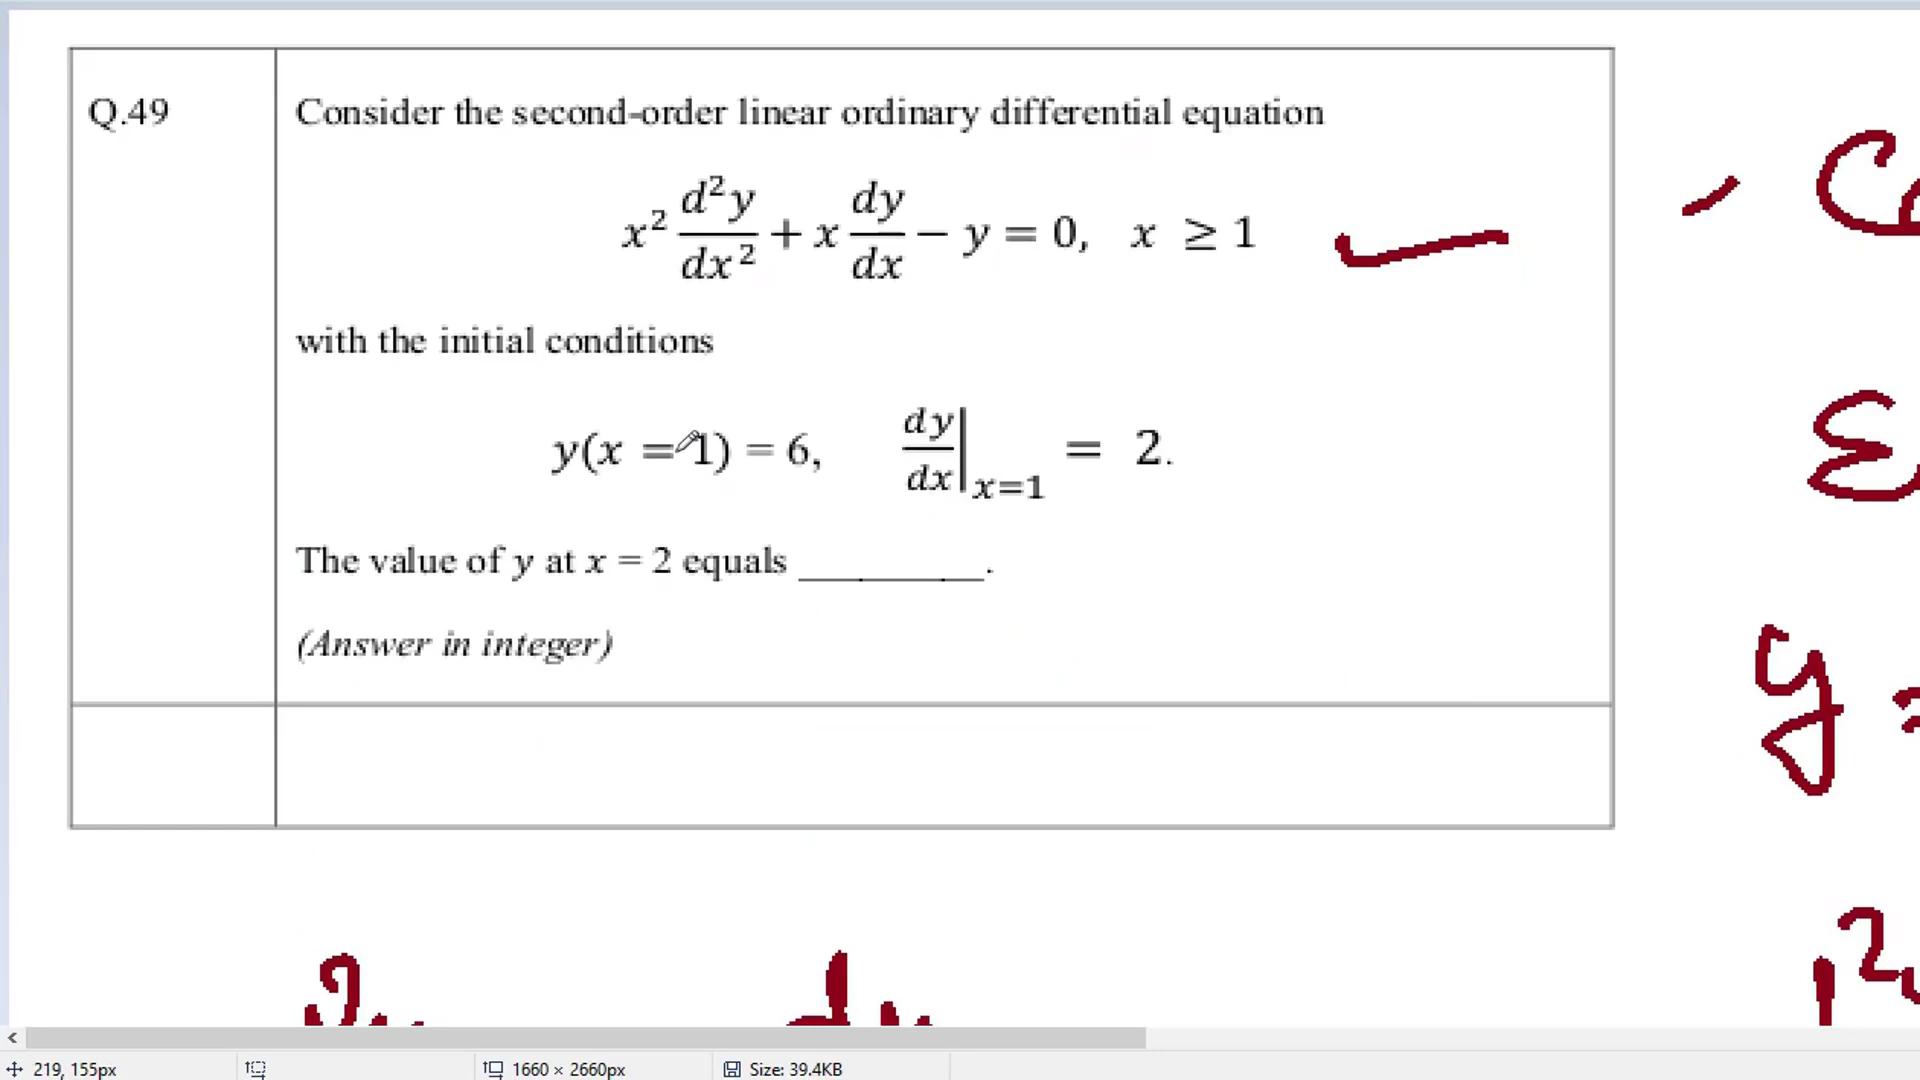 Q.49
Consider the second-order linear ordinary differential equation
x² d²y/dx² + x dy/dx − y = 0, x ≥ 1
with the initial conditions
y(x = 1) = 6, dy/dx|x=1 = 2.
The value of y at x = 2 equals __________.
(Answer in integer)
y =
219, 155px
1660 × 2660px
Size: 39.4KB